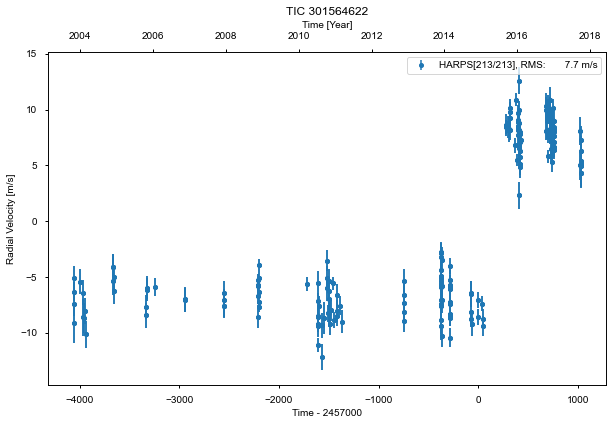 TIC 301564622
Time [Year]
2004 2006 2008 2010 2012 2014 2016 2018
HARPS[213/213], RMS: 7.7 m/s
15
10
5
0
−5
−10
Radial Velocity [m/s]
−4000 −3000 −2000 −1000 0 1000
Time - 2457000